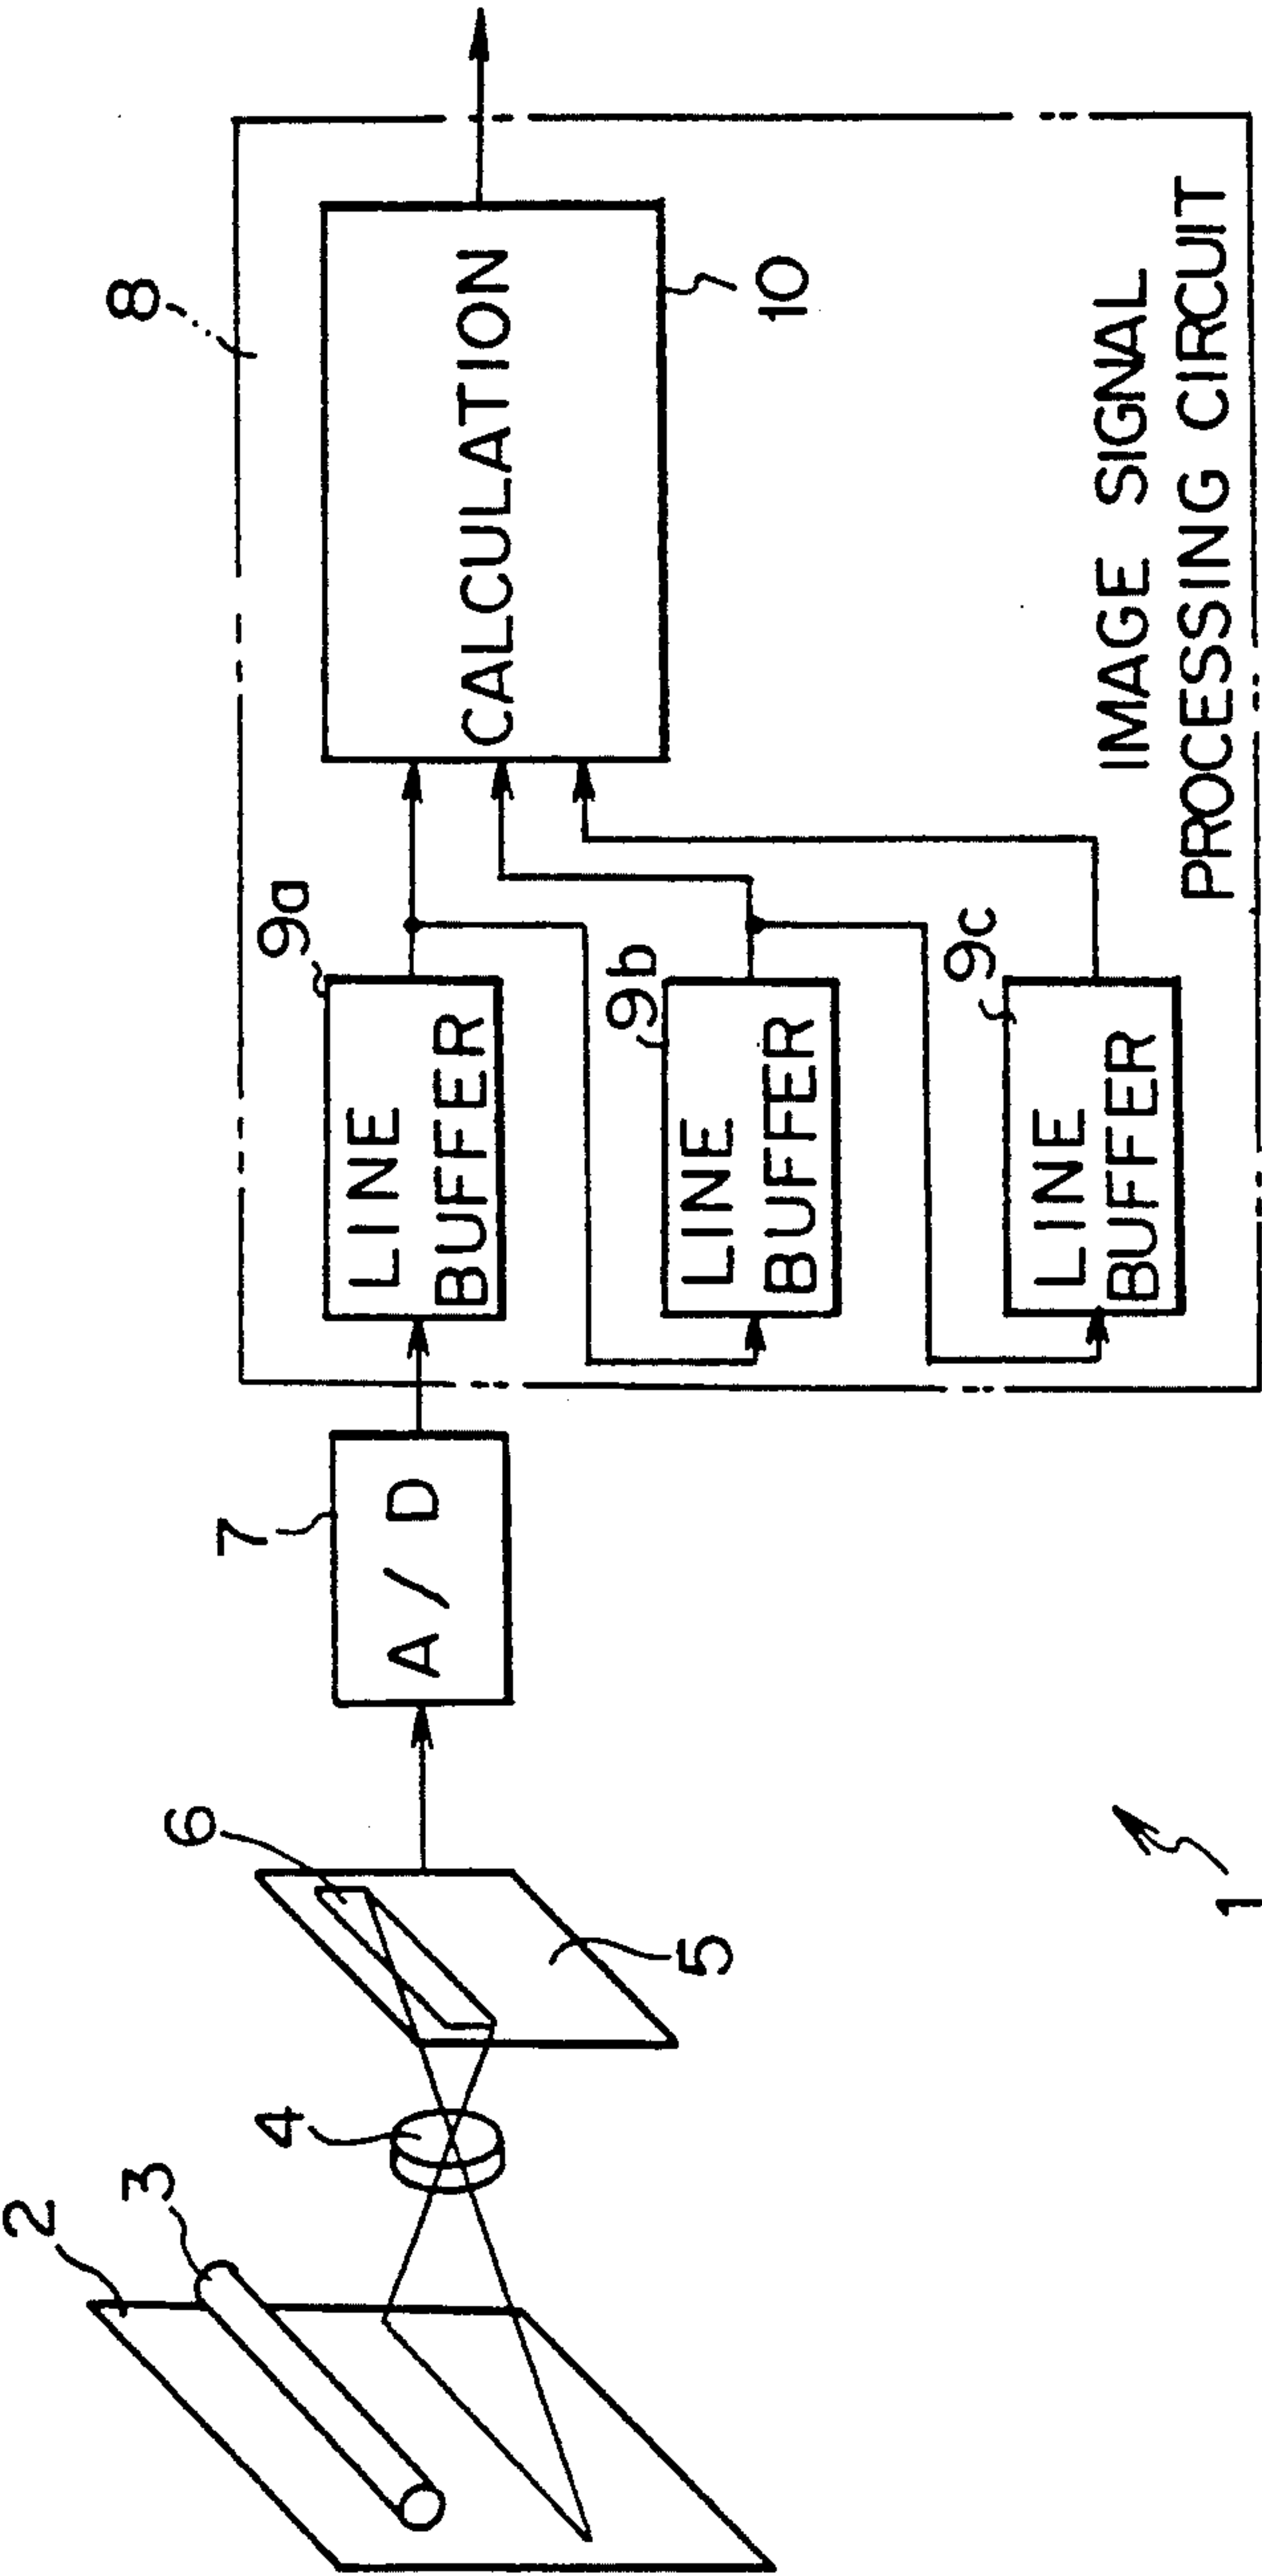 2
3
4
6
5
7
A / D
8
9a
LINE
BUFFER
9b
LINE
BUFFER
9c
LINE
BUFFER
CALCULATION
10
IMAGE SIGNAL
PROCESSING CIRCUIT
1